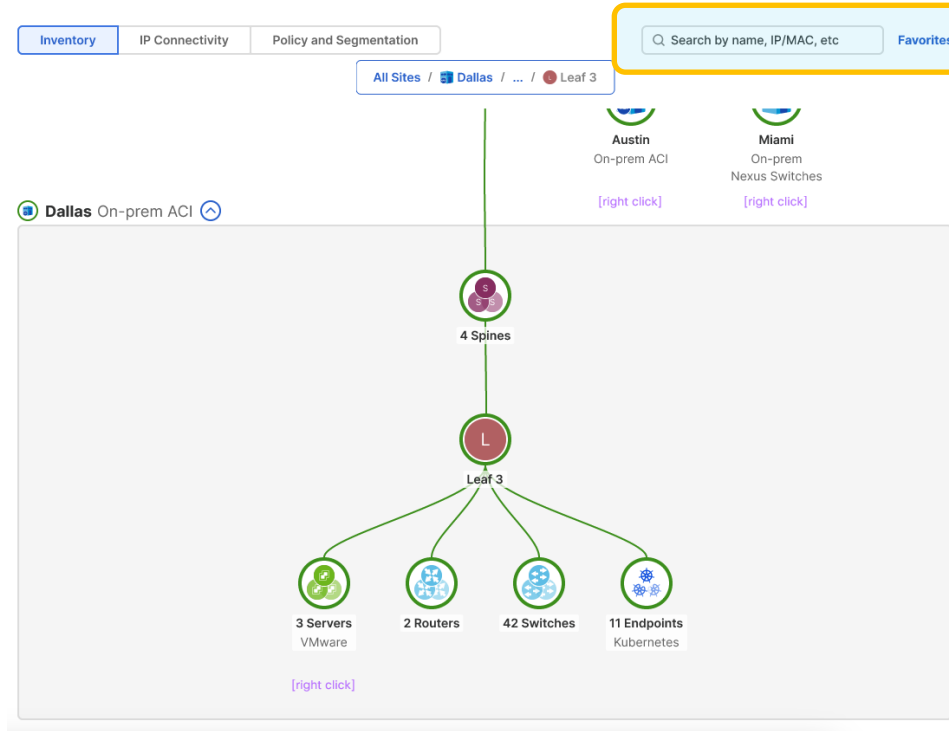 Inventory
IP Connectivity
Policy and Segmentation
Search by name, IP/MAC, etc
Favorites
All Sites / Dallas / ... / L Leaf 3
Austin
On-prem ACI
[right click]
Miami
On-prem
Nexus Switches
[right click]
Dallas On-prem ACI
S
S S
4 Spines
L
Leaf 3
3 Servers
VMware
[right click]
2 Routers
42 Switches
11 Endpoints
Kubernetes